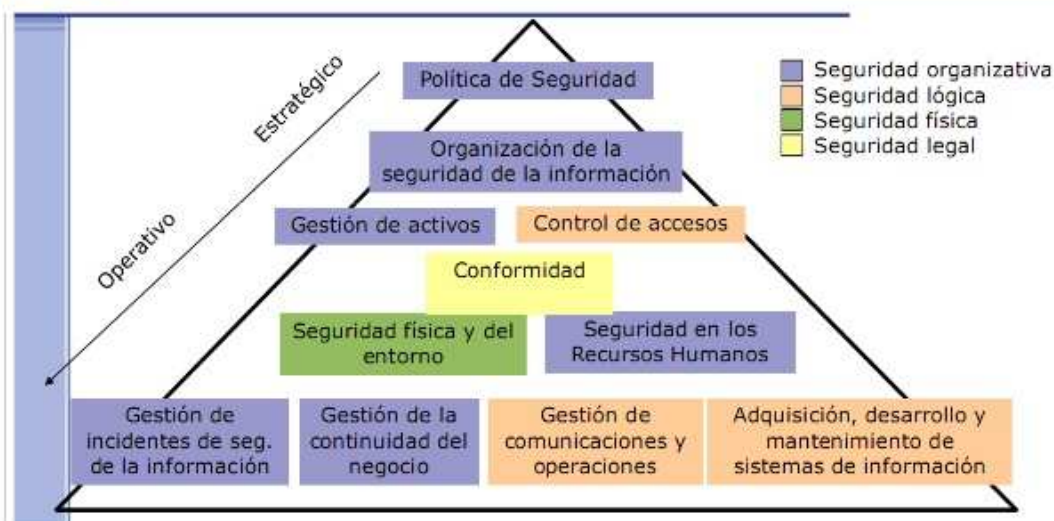 Estratégico
Operativo
Política de Seguridad
Organización de la
seguridad de la información
Gestión de activos
Control de accesos
Conformidad
Seguridad física y del
entorno
Seguridad en los
Recursos Humanos
Gestión de
incidentes de seg.
de la información
Gestión de la
continuidad del
negocio
Gestión de
comunicaciones y
operaciones
Adquisición, desarrollo y
mantenimiento de
sistemas de información
Seguridad organizativa
Seguridad lógica
Seguridad física
Seguridad legal